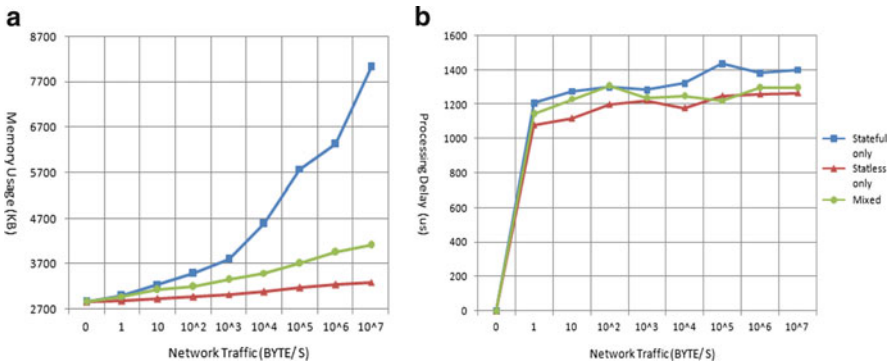 a
8700
7700
6700
5700
4700
3700
2700
Memory Usage (KB)
0 1 10 10^2 10^3 10^4 10^5 10^6 10^7
Network Traffic (BYTE/ S)
b
1600
1400
1200
1000
800
600
400
200
0
Processing Delay (us)
0 1 10 10^2 10^3 10^4 10^5 10^6 10^7
Network Traffic (BYTE/ S)
Stateful
only
Statless
only
Mixed